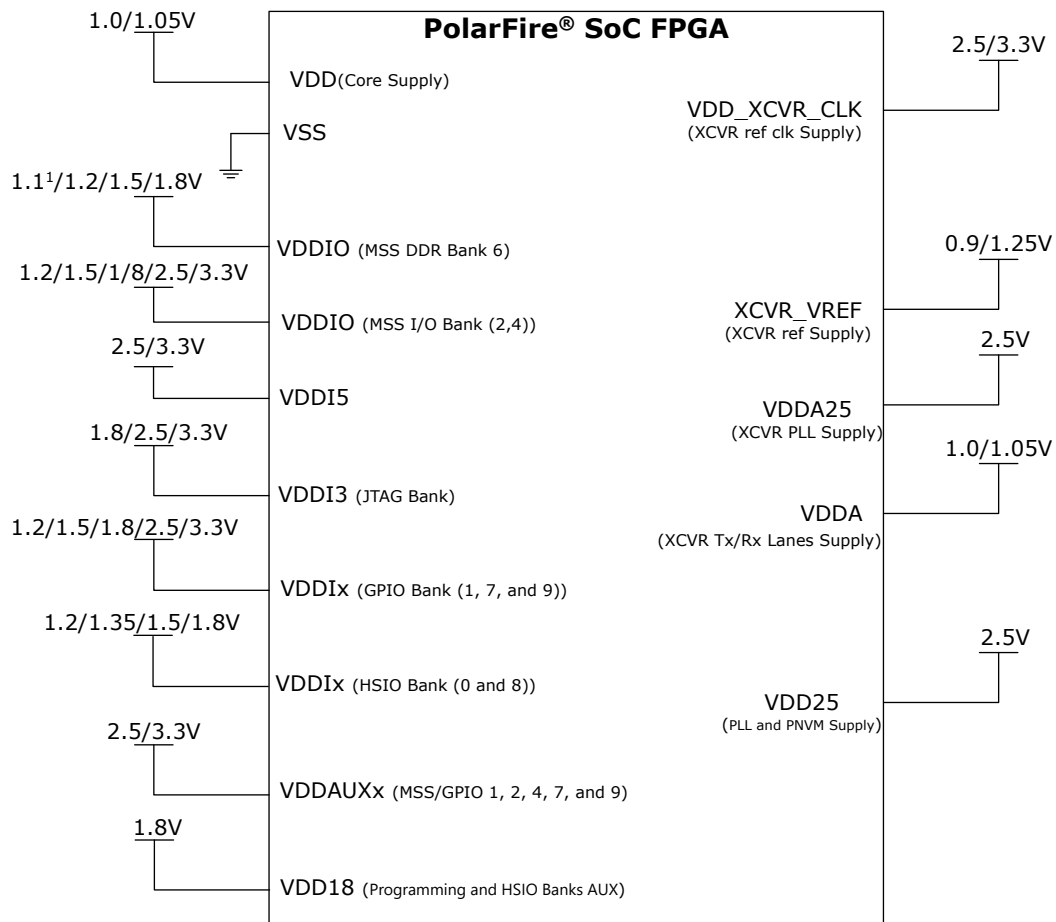 PolarFire® SoC FPGA
1.0/1.05V
VDD(Core Supply)
VSS
1.1¹/1.2/1.5/1.8V
VDDIO (MSS DDR Bank 6)
1.2/1.5/1/8/2.5/3.3V
VDDIO (MSS I/O Bank (2,4))
2.5/3.3V
VDDI5
1.8/2.5/3.3V
VDDI3 (JTAG Bank)
1.2/1.5/1.8/2.5/3.3V
VDDIx (GPIO Bank (1, 7, and 9))
1.2/1.35/1.5/1.8V
VDDIx (HSIO Bank (0 and 8))
2.5/3.3V
VDDAUXx (MSS/GPIO 1, 2, 4, 7, and 9)
1.8V
VDD18 (Programming and HSIO Banks AUX)
2.5/3.3V
VDD_XCVR_CLK
(XCVR ref clk Supply)
0.9/1.25V
XCVR_VREF
(XCVR ref Supply)
2.5V
VDDA25
(XCVR PLL Supply)
1.0/1.05V
VDDA
(XCVR Tx/Rx Lanes Supply)
2.5V
VDD25
(PLL and PNVM Supply)